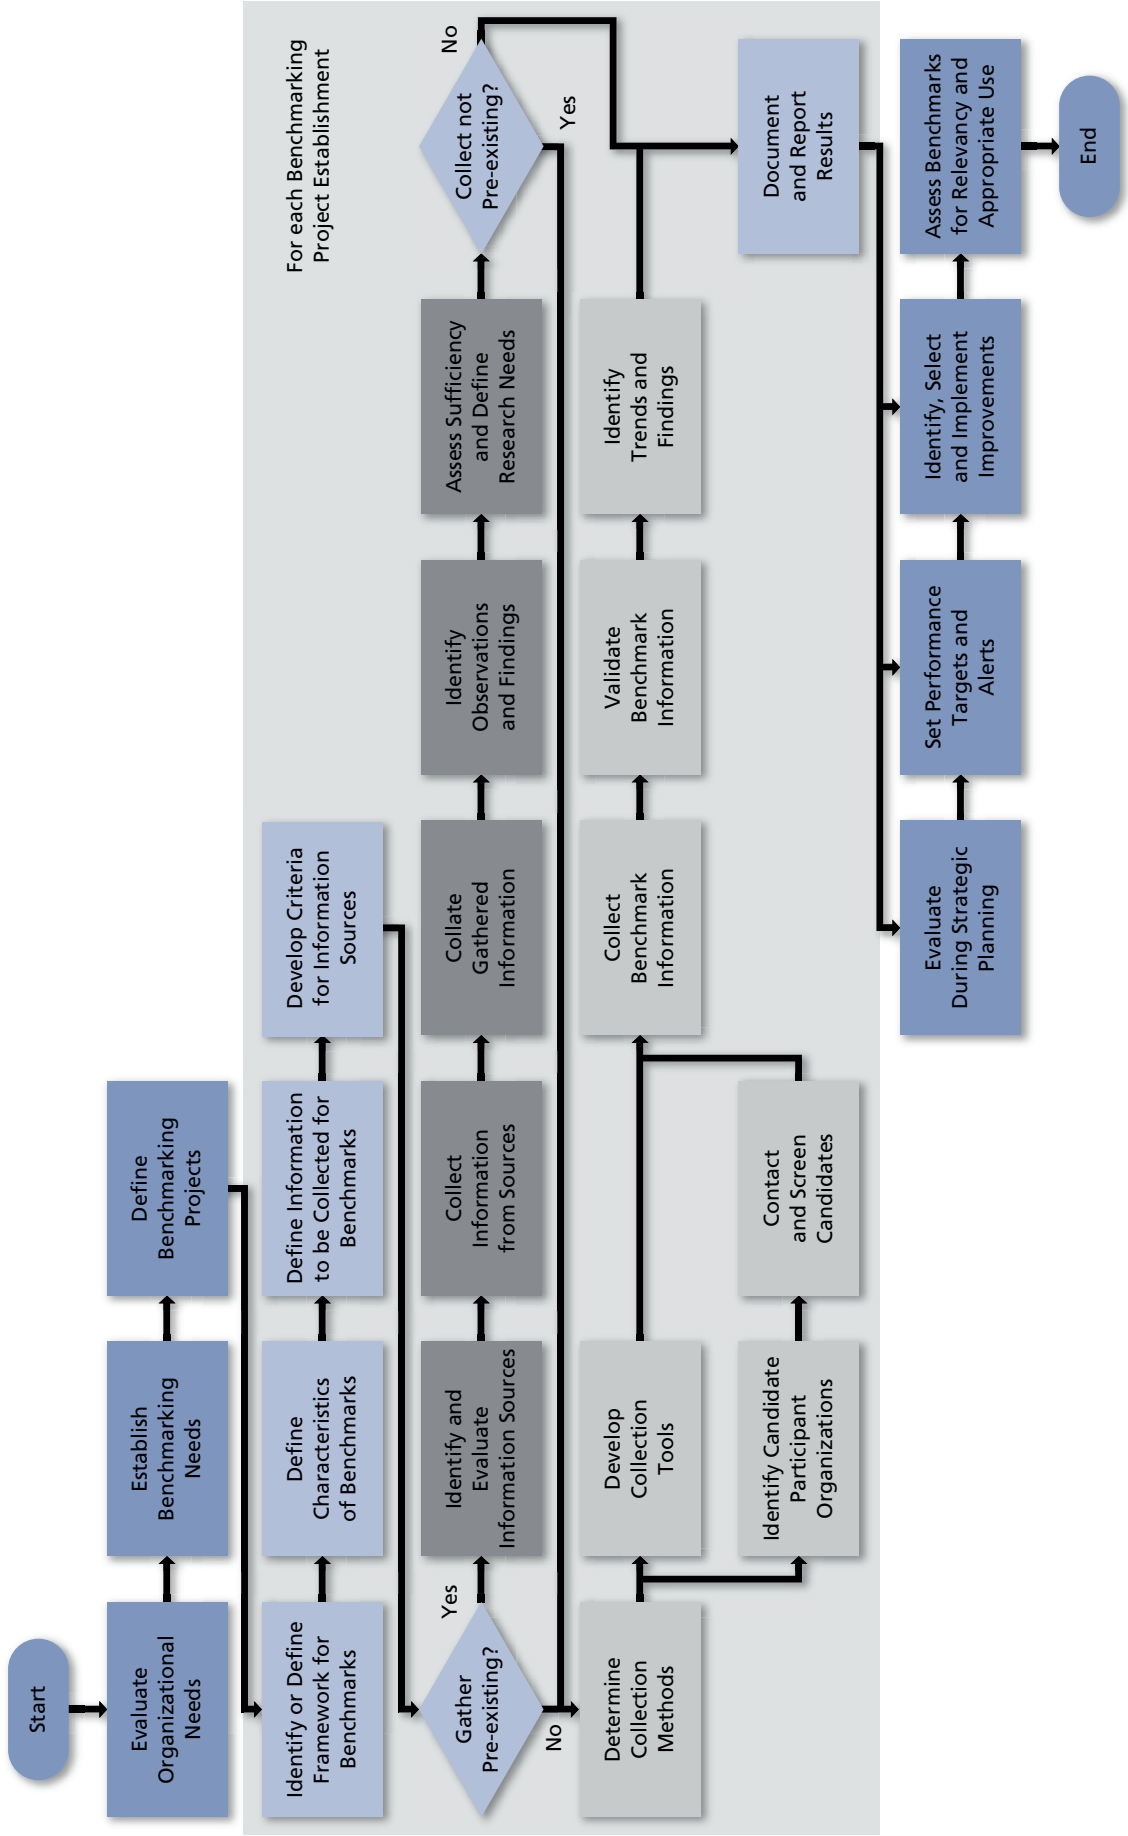 Start
Evaluate
Organizational
Needs
Establish
Benchmarking
Needs
Define
Benchmarking
Projects
For each Benchmarking
Project Establishment
Identify or Define
Framework for
Benchmarks
Define
Characteristics
of Benchmarks
Define Information
to be Collected for
Benchmarks
Develop Criteria
for Information
Sources
Gather
Pre-existing?
Yes
No
Identify and
Evaluate
Information Sources
Collect
Information
from Sources
Collate
Gathered
Information
Identify
Observations
and Findings
Assess Sufficiency
and Define
Research Needs
Collect not
Pre-existing?
No
Yes
Determine
Collection
Methods
Develop
Collection
Tools
Collect
Benchmark
Information
Validate
Benchmark
Information
Identify
Trends and
Findings
Identify Candidate
Participant
Organizations
Contact
and Screen
Candidates
Document
and Report
Results
Evaluate
During Strategic
Planning
Set Performance
Targets and
Alerts
Identify, Select
and Implement
Improvements
Assess Benchmarks
for Relevancy and
Appropriate Use
End